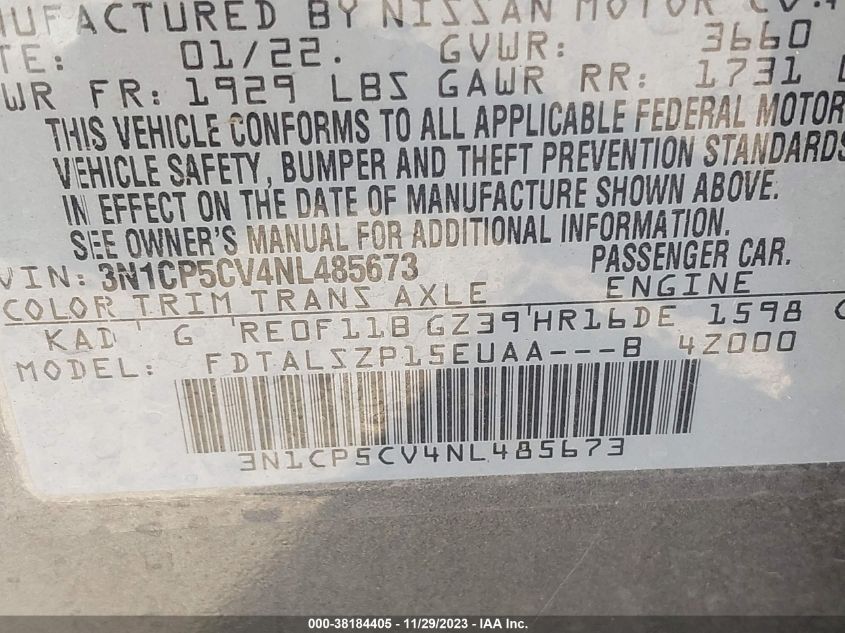 UFACTURED BY NISSAN MOTOR CO.
TE: 01/22. GVWR: 3660
WR FR: 1929 LBS GAWR RR: 1731 L
THIS VEHICLE CONFORMS TO ALL APPLICABLE FEDERAL MOTOR
VEHICLE SAFETY, BUMPER AND THEFT PREVENTION STANDARDS
IN EFFECT ON THE DATE OF MANUFACTURE SHOWN ABOVE.
SEE OWNER'S MANUAL FOR ADDITIONAL INFORMATION.
VIN: 3N1CP5CV4NL485673 PASSENGER CAR.
COLOR TRIM TRANS AXLE ENGINE
KAD G RE0F11B GZ39 HR16DE 1598 C
MODEL: FDTALSZP15EUAA---B 4Z000
3N1CP5CV4NL485673
000-38184405 - 11/29/2023 - IAA Inc.